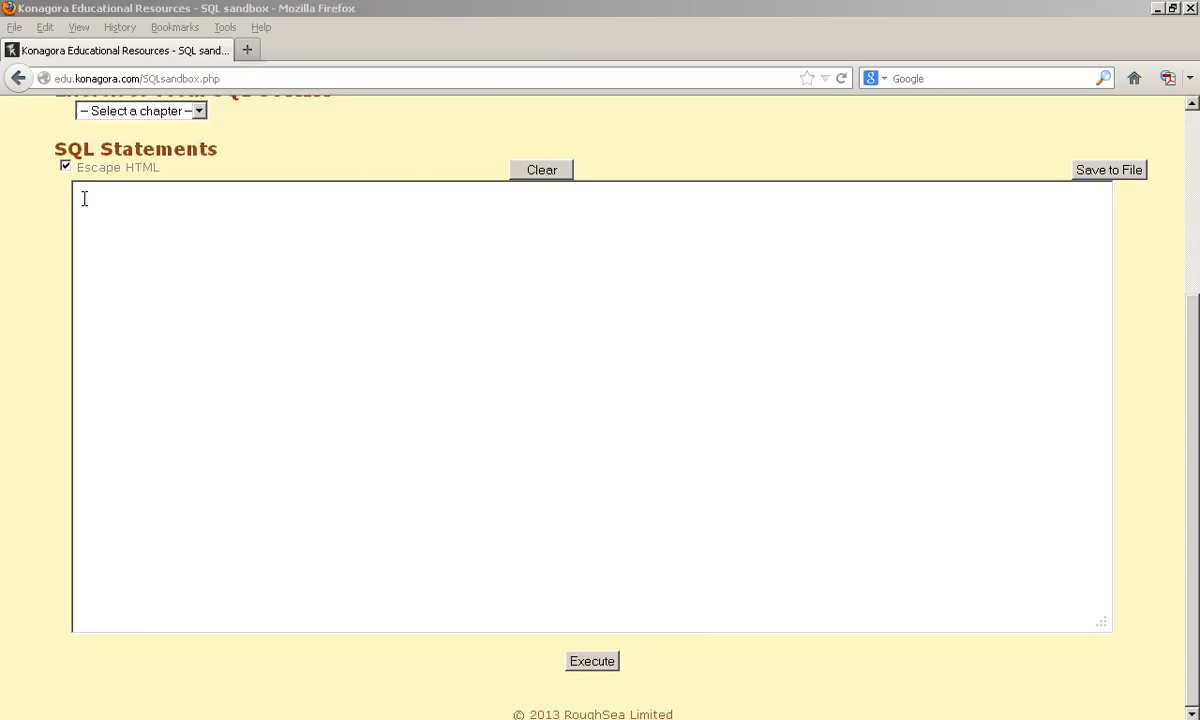 Konagora Educational Resources - SQL sandbox - Mozilla Firefox
File Edit View History Bookmarks Tools Help
Konagora Educational Resources - SQL sand... +
edu.konagora.com/SQLsandbox.php
8 Google
-- Select a chapter --
SQL Statements
Escape HTML
Clear
Save to File
Execute
© 2013 RoughSea Limited